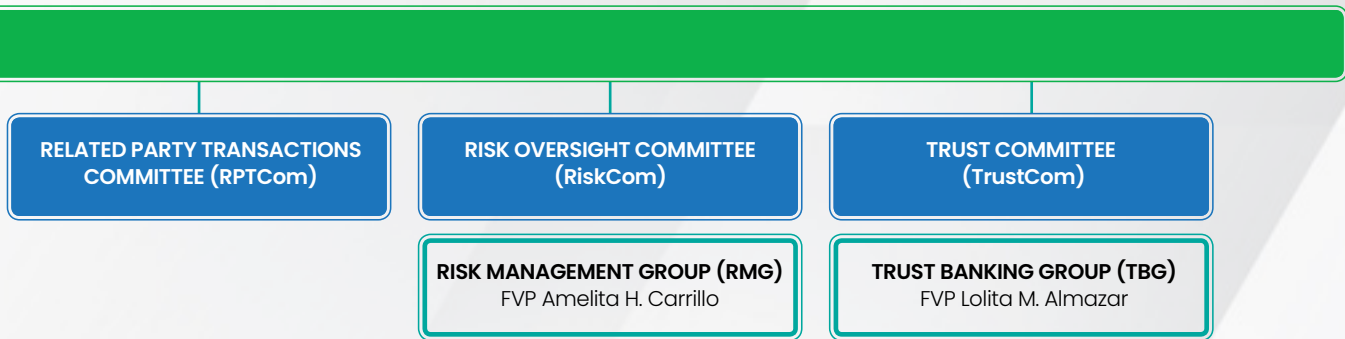 RELATED PARTY TRANSACTIONS
COMMITTEE (RPTCom)
RISK OVERSIGHT COMMITTEE
(RiskCom)
TRUST COMMITTEE
(TrustCom)
RISK MANAGEMENT GROUP (RMG)
FVP Amelita H. Carrillo
TRUST BANKING GROUP (TBG)
FVP Lolita M. Almazar